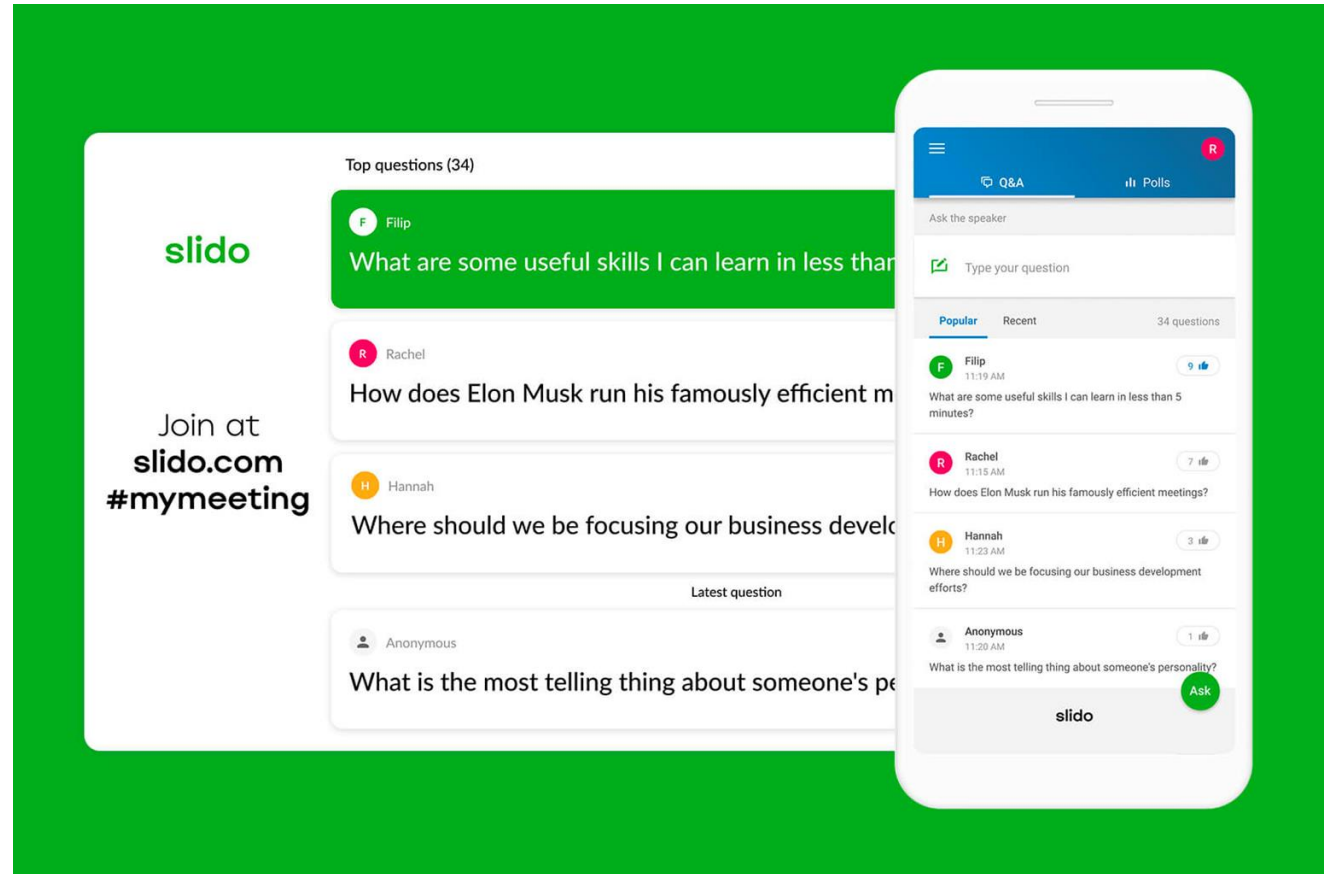 Top questions (34)
slido
Join at
slido.com
#mymeeting
F Filip
What are some useful skills I can learn in less than
R Rachel
How does Elon Musk run his famously efficient m
H Hannah
Where should we be focusing our business develo
Latest question
Anonymous
What is the most telling thing about someone's pe
R
Q&A Polls
Ask the speaker
Type your question
Popular Recent 34 questions
F Filip 9
11:19 AM
What are some useful skills I can learn in less than 5
minutes?
R Rachel 7
11:15 AM
How does Elon Musk run his famously efficient meetings?
H Hannah 3
11:23 AM
Where should we be focusing our business development
efforts?
Anonymous 1
11:20 AM
What is the most telling thing about someone's personality?
Ask
slido